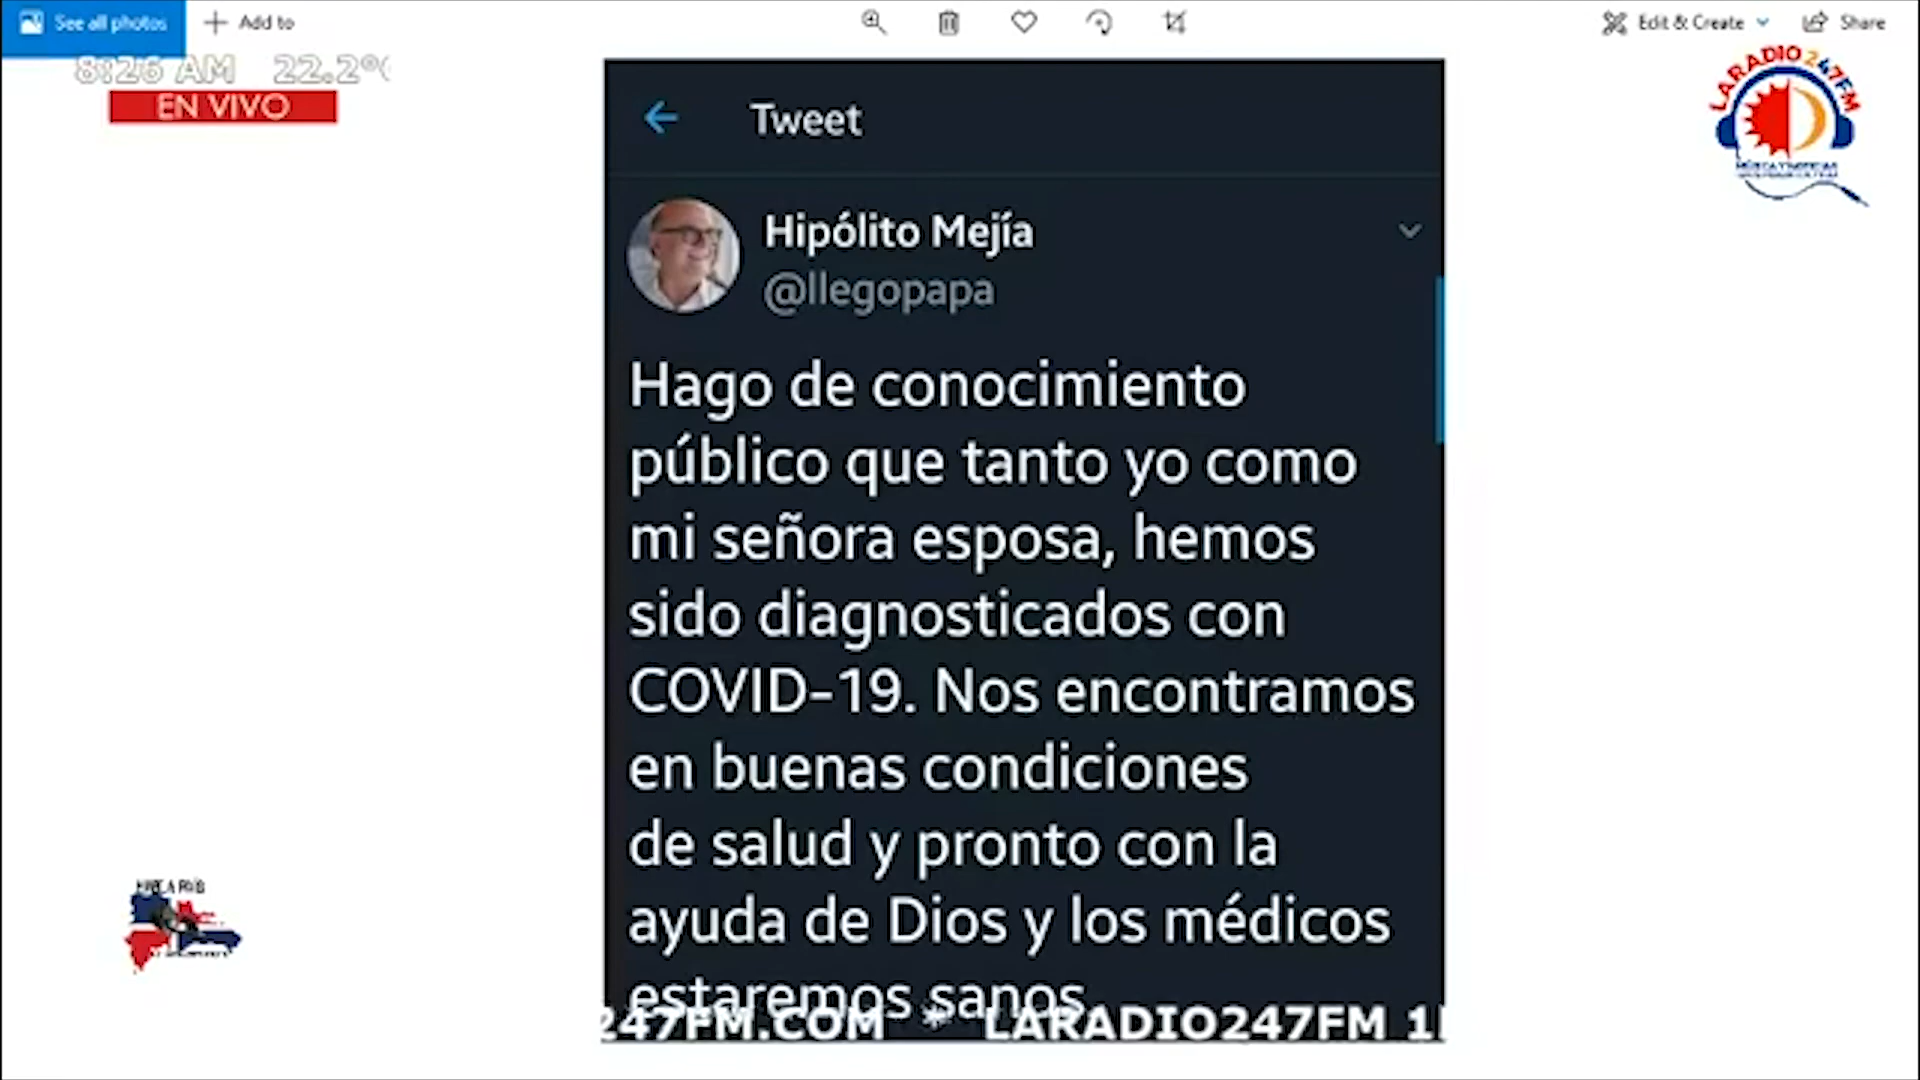 See all photos
Add to
Edit & Create
Share
8:26 AM 22.2°
EN VIVO
LARADIO247FM
Tweet
Hipólito Mejía
@llegopapa
Hago de conocimiento
público que tanto yo como
mi señora esposa, hemos
sido diagnosticados con
COVID-19. Nos encontramos
en buenas condiciones
de salud y pronto con la
ayuda de Dios y los médicos
estaremos sanos.
247FM.COM * LARADIO247FM